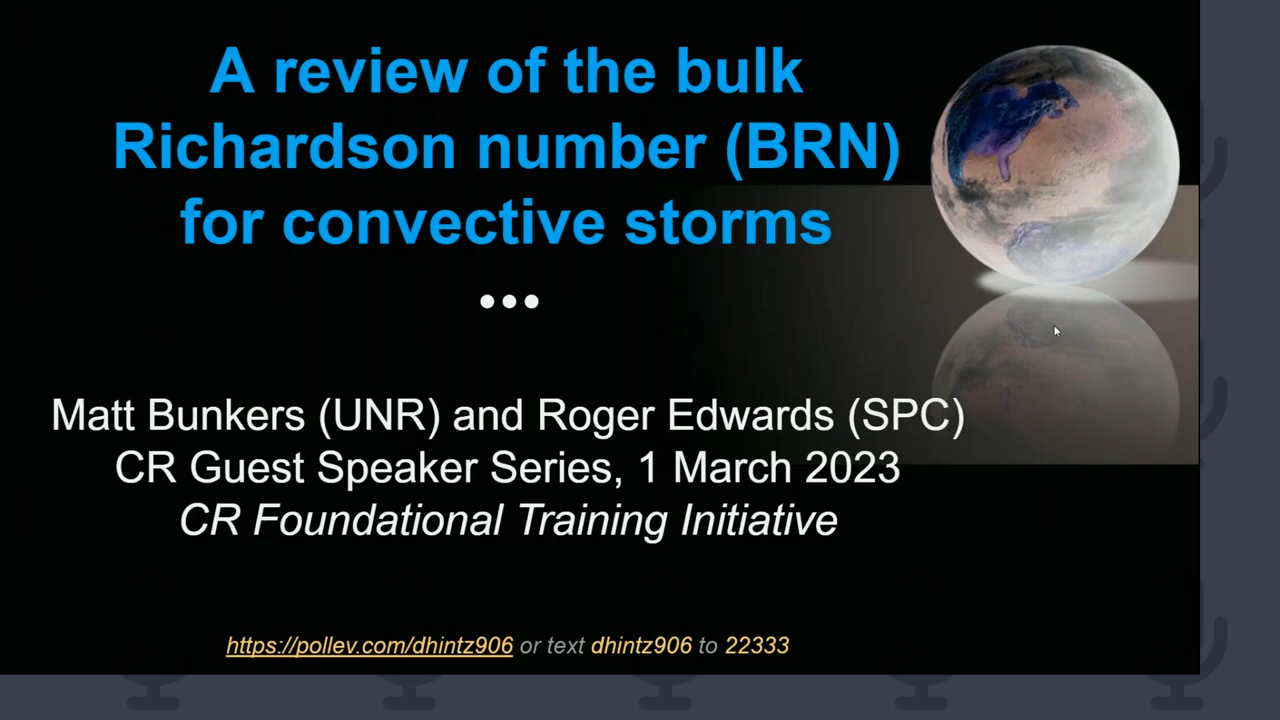 A review of the bulk
Richardson number (BRN)
for convective storms
Matt Bunkers (UNR) and Roger Edwards (SPC)
CR Guest Speaker Series, 1 March 2023
CR Foundational Training Initiative
https://pollev.com/dhintz906 or text dhintz906 to 22333